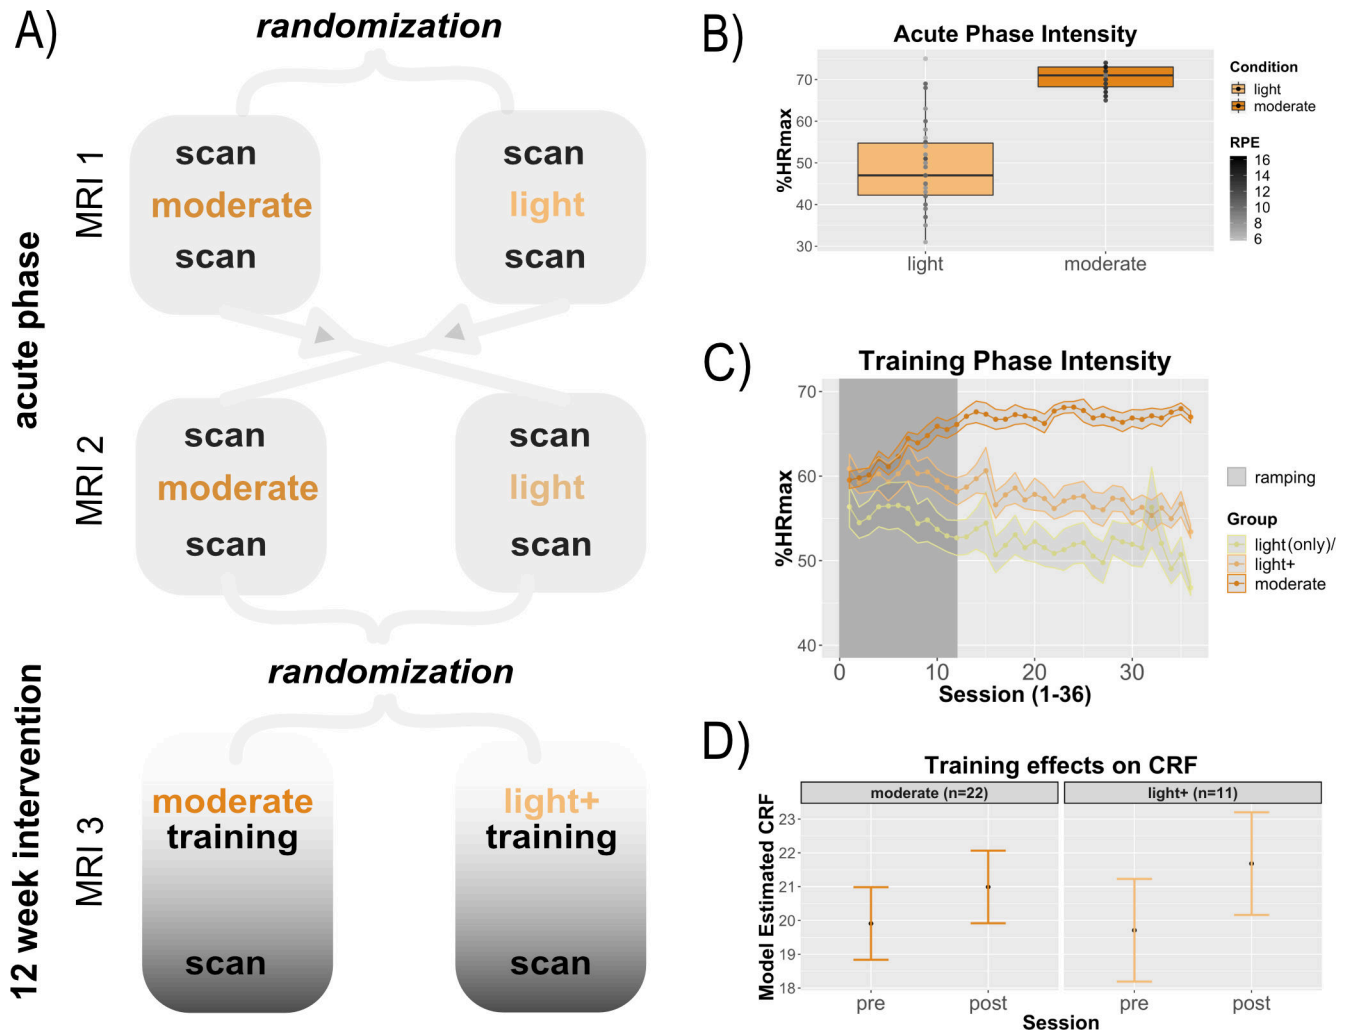 A)
randomization
acute phase
MRI 1
scan
moderate
scan
scan
light
scan
MRI 2
scan
moderate
scan
scan
light
scan
randomization
12 week intervention
MRI 3
moderate
training
scan
light+
training
scan
B)
Acute Phase Intensity
%HRmax
70
60
50
40
30
light
moderate
Condition
light
moderate
RPE
16
14
12
10
8
6
C)
Training Phase Intensity
%HRmax
70
60
50
40
0
10
20
30
Session (1-36)
ramping
Group
light(only)/
light+
moderate
D)
Training effects on CRF
moderate (n=22)
light+ (n=11)
Model Estimated CRF
23
22
21
20
19
18
pre
post
pre
post
Session